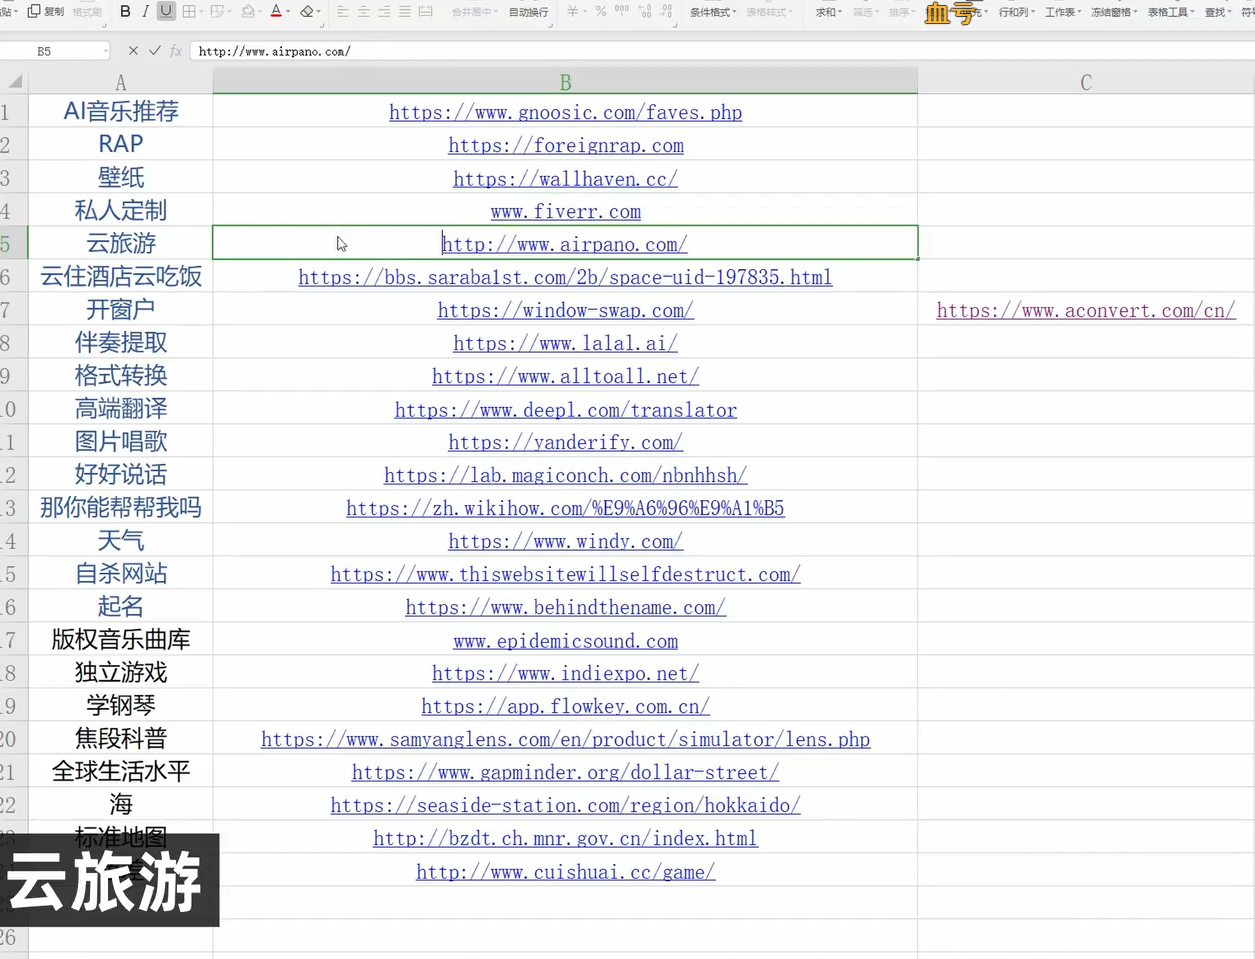 复制 格式刷 B I U A 合并居中 自动换行 条件格式 表格样式 求和 筛选 排序 血亏 填充 行和列 工作表 冻结窗格 表格工具 查找
B5 fx http://www.airpano.com/
A B C
1 AI音乐推荐 https://www.gnoosic.com/faves.php
2 RAP https://foreignrap.com
3 壁纸 https://wallhaven.cc/
4 私人定制 www.fiverr.com
5 云旅游 http://www.airpano.com/
6 云住酒店云吃饭 https://bbs.saraba1st.com/2b/space-uid-197835.html
7 开窗户 https://window-swap.com/ https://www.aconvert.com/cn/
8 伴奏提取 https://www.lalal.ai/
9 格式转换 https://www.alltoall.net/
10 高端翻译 https://www.deepl.com/translator
11 图片唱歌 https://yanderify.com/
12 好好说话 https://lab.magiconch.com/nbnhhsh/
13 那你能帮帮我吗 https://zh.wikihow.com/%E9%A6%96%E9%A1%B5
14 天气 https://www.windy.com/
15 自杀网站 https://www.thiswebsitewillselfdestruct.com/
16 起名 https://www.behindthename.com/
17 版权音乐曲库 www.epidemicsound.com
18 独立游戏 https://www.indiexpo.net/
19 学钢琴 https://app.flowkey.com.cn/
20 焦段科普 https://www.samyanglens.com/en/product/simulator/lens.php
21 全球生活水平 https://www.gapminder.org/dollar-street/
22 海 https://seaside-station.com/region/hokkaido/
23 标准地图 http://bzdt.ch.mnr.gov.cn/index.html
http://www.cuishuai.cc/game/
云旅游
26